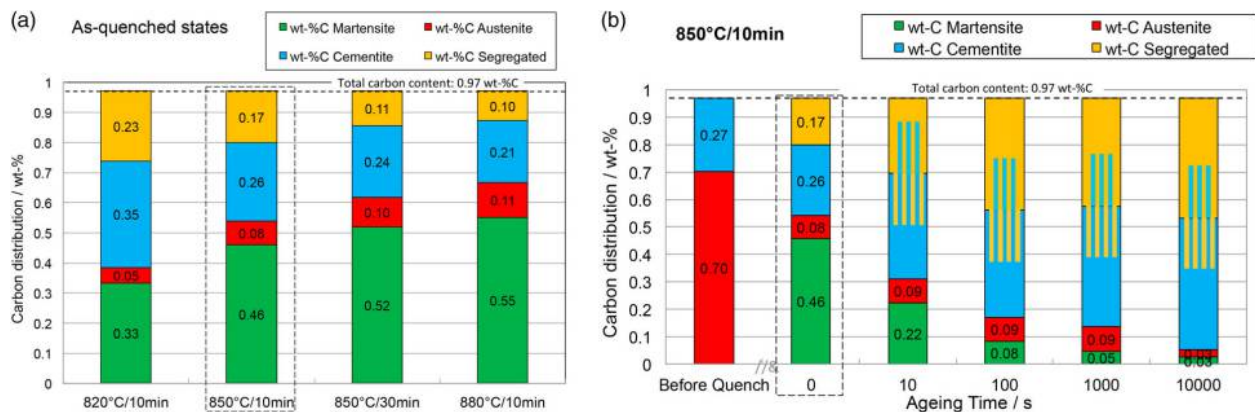 (a)
As-quenched states
wt-%C Martensite
wt-%C Austenite
wt-%C Cementite
wt-%C Segregated
Total carbon content: 0.97 wt-%C
Carbon distribution / wt-%
1
0.9
0.8
0.7
0.6
0.5
0.4
0.3
0.2
0.1
0
0.23
0.35
0.05
0.33
0.17
0.26
0.08
0.46
0.11
0.24
0.10
0.52
0.10
0.21
0.11
0.55
820°C/10min
850°C/10min
850°C/30min
880°C/10min
(b)
850°C/10min
wt-C Martensite
wt-C Austenite
wt-C Cementite
wt-C Segregated
Total carbon content: 0.97 wt-%C
Carbon distribution / wt-%
1
0.9
0.8
0.7
0.6
0.5
0.4
0.3
0.2
0.1
0
0.27
0.70
0.17
0.26
0.08
0.46
0.09
0.22
0.09
0.08
0.09
0.05
0.03
0.03
Before Quench
0
10
100
1000
10000
Ageing Time / s